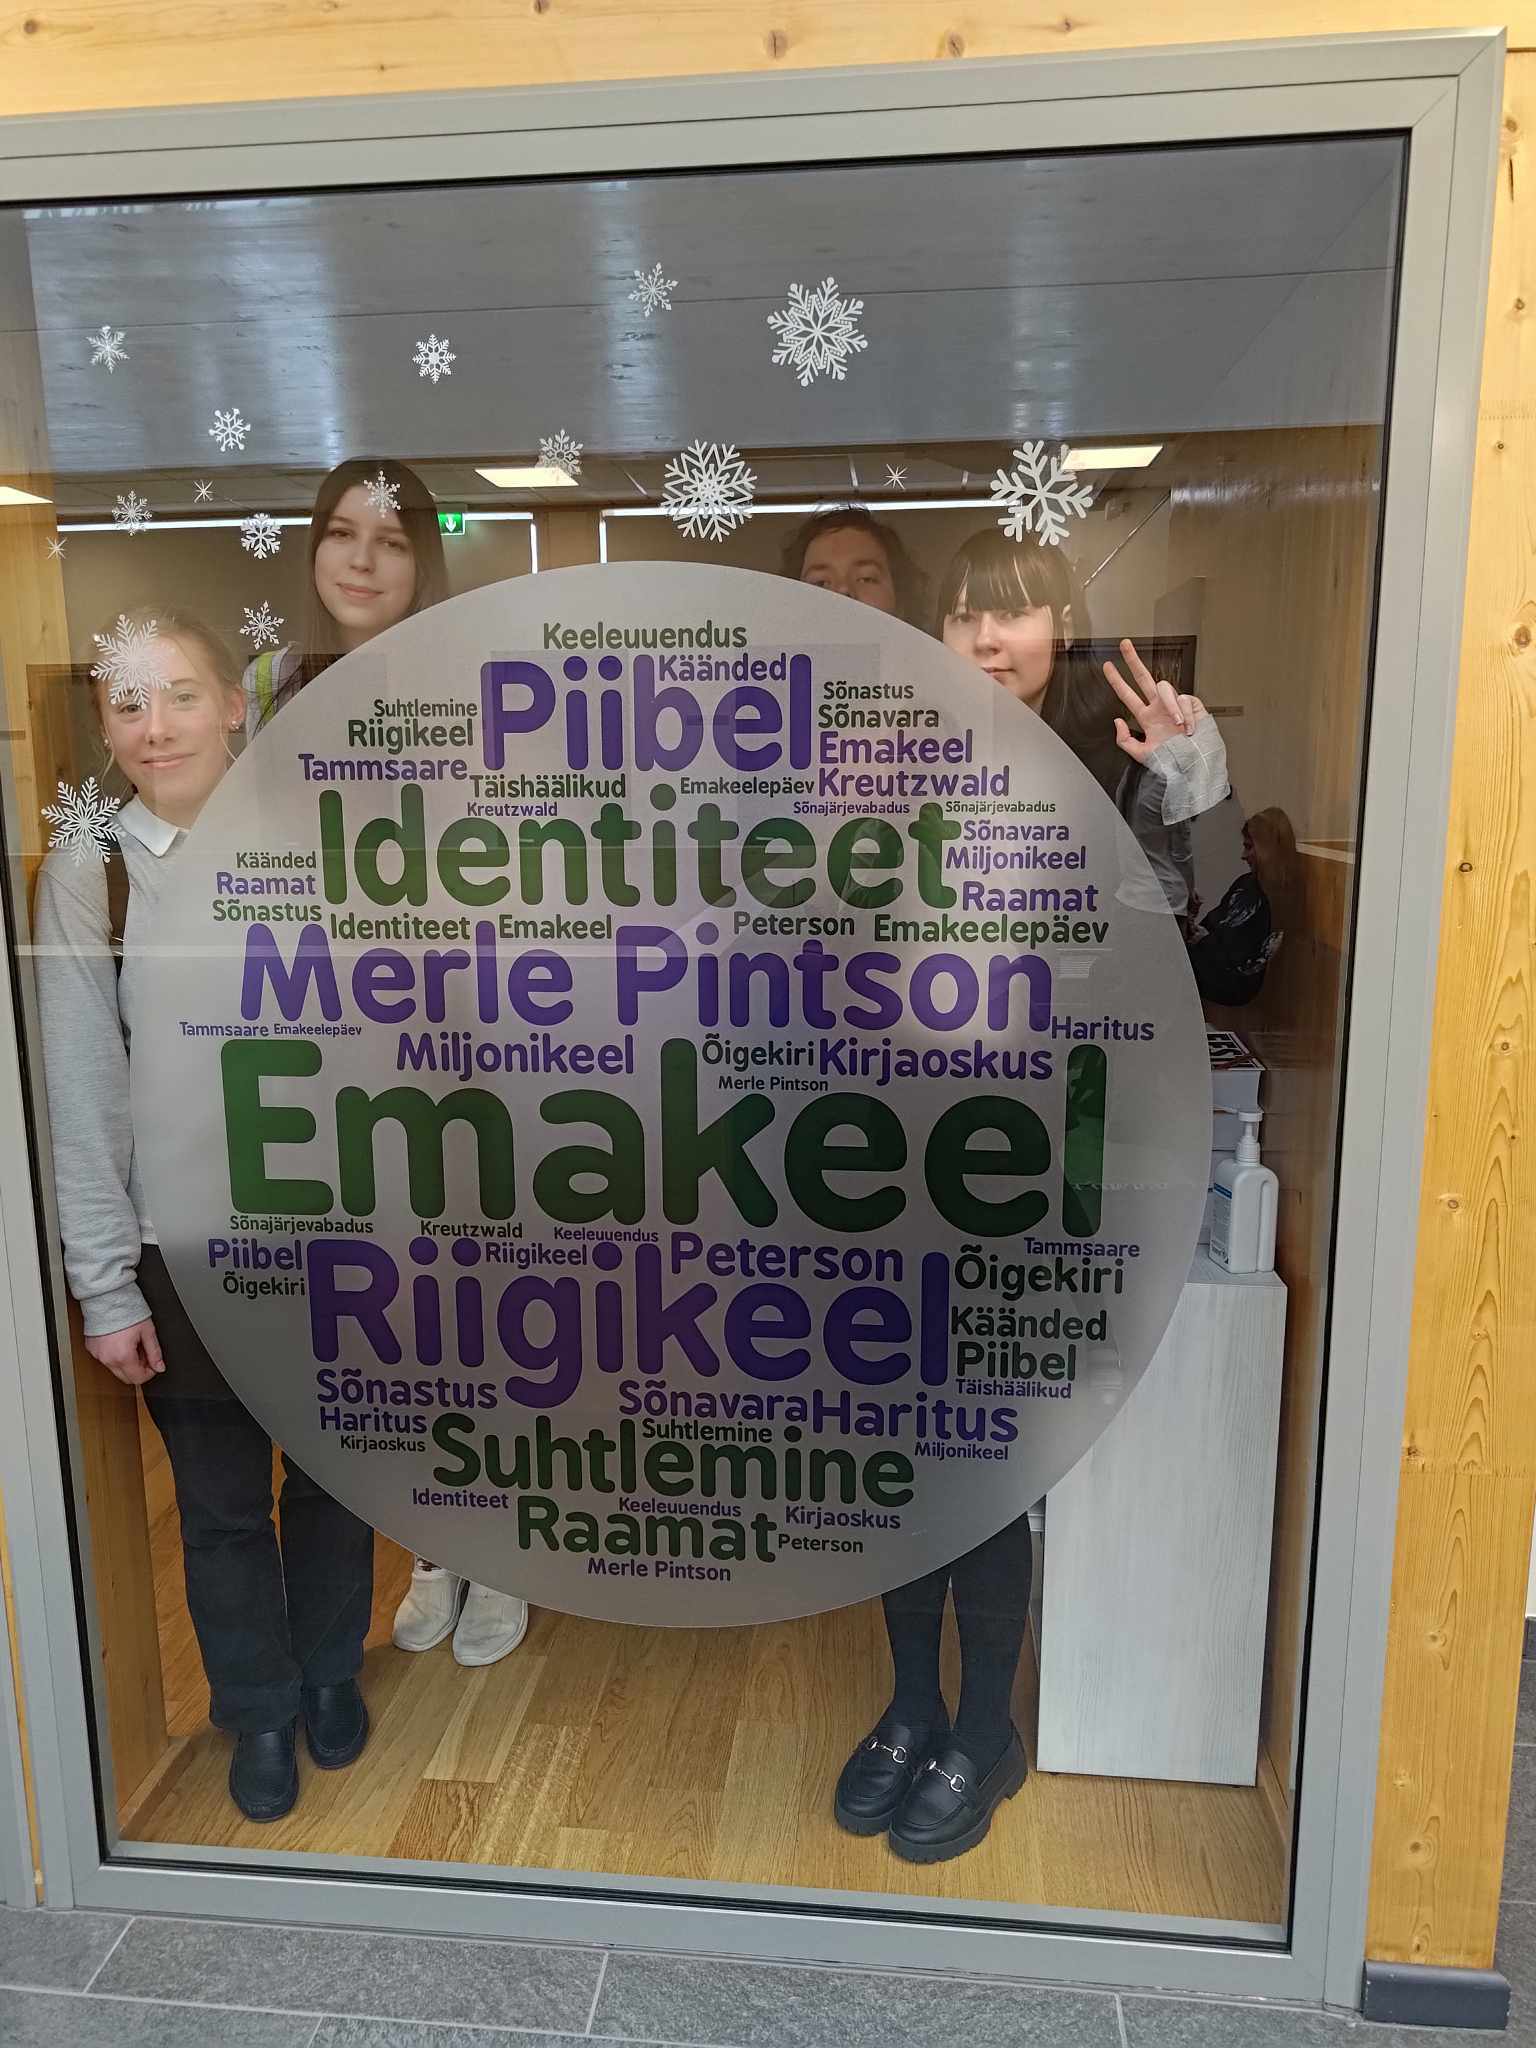 Keeleuuendus
Piibel Käänded
Suhtlemine Sõnastus
Riigikeel Sõnavara
Tammsaare Emakeel
Täishäälikud Emakeelepäev Kreutzwald
Kreutzwald Sõnajärjevabadus Sõnajärjevabadus
Identiteet Sõnavara
Käänded Miljonikeel
Raamat Raamat
Sõnastus Identiteet Emakeel Peterson Emakeelepäev
Merle Pintson
Tammsaare Emakeelepäev Haritus
Miljonikeel Õigekiri Kirjaoskus
Merle Pintson
Emakeel
Sõnajärjevabadus Kreutzwald Keeleuuendus
Piibel Riigikeel Peterson Tammsaare
Õigekiri Riigikeel Õigekiri
Käänded
Piibel
Täishäälikud
Sõnastus Sõnavara Haritus
Haritus Suhtlemine
Kirjaoskus Suhtlemine Miljonikeel
Identiteet Keeleuuendus Kirjaoskus
Raamat Peterson
Merle Pintson